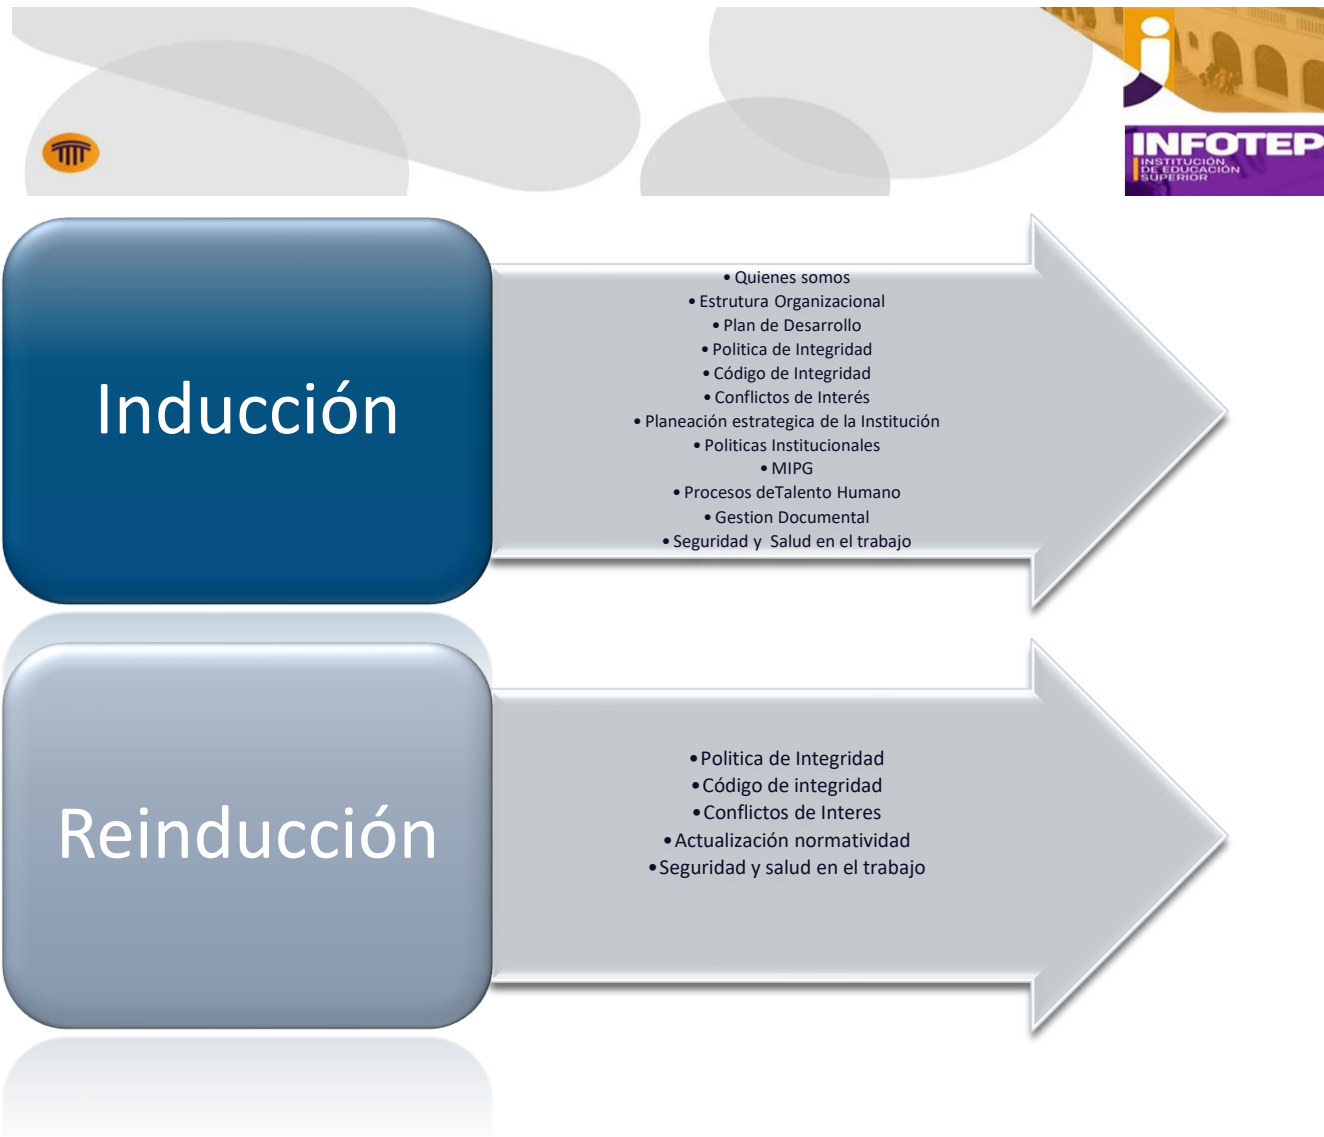 INFOTEP
INSTITUCIÓN
DE EDUCACIÓN
SUPERIOR
Inducción
• Quienes somos
• Estrutura Organizacional
• Plan de Desarrollo
• Politica de Integridad
• Código de Integridad
• Conflictos de Interés
• Planeación estrategica de la Institución
• Politicas Institucionales
• MIPG
• Procesos deTalento Humano
• Gestion Documental
• Seguridad y  Salud en el trabajo
Reinducción
• Politica de Integridad
• Código de integridad
• Conflictos de Interes
• Actualización normatividad
• Seguridad y salud en el trabajo